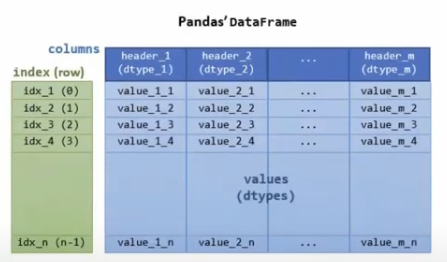 Pandas' DataFrame
columns
header_1 header_2 ... header_m
(dtype_1) (dtype_2) (dtype_m)
index (row)
idx_1 (0) value_1_1 value_2_1 ... value_m_1
idx_2 (1) value_1_2 value_2_2 ... value_m_2
idx_3 (2) value_1_3 value_2_3 ... value_m_3
idx_4 (3) value_1_4 value_2_4 ... value_m_4
values
(dtypes)
idx_n (n-1) value_1_n value_2_n ... value_m_n